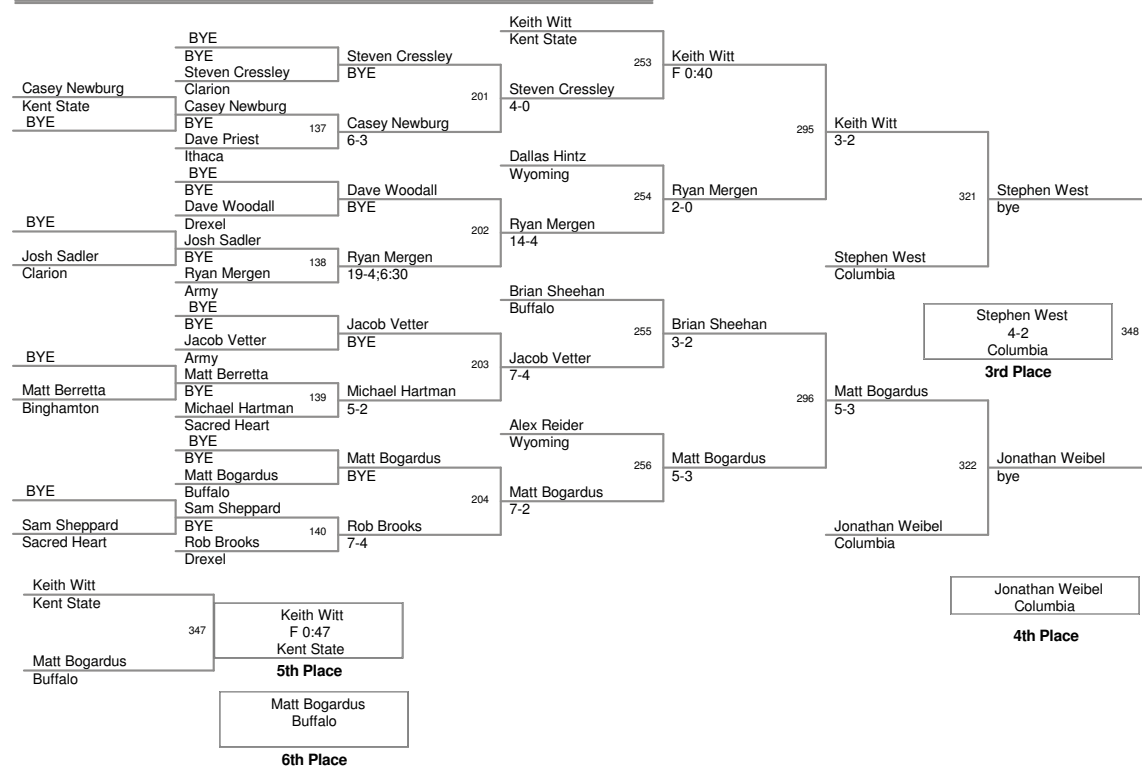 Casey Newburg
Kent State
BYE
BYE
Josh Sadler
Clarion
BYE
Matt Berretta
Binghamton
BYE
Sam Sheppard
Sacred Heart
BYE
BYE
Steven Cressley
Clarion
Casey Newburg
BYE
137
Dave Priest
Ithaca
BYE
BYE
Dave Woodall
Drexel
Josh Sadler
BYE
138
Ryan Mergen
Army
BYE
BYE
Jacob Vetter
Army
Matt Berretta
BYE
139
Michael Hartman
Sacred Heart
BYE
BYE
Matt Bogardus
Buffalo
Sam Sheppard
BYE
140
Rob Brooks
Drexel
Steven Cressley
BYE
201
Casey Newburg
6-3
Dave Woodall
BYE
202
Ryan Mergen
19-4;6:30
Jacob Vetter
BYE
203
Michael Hartman
5-2
Matt Bogardus
BYE
204
Rob Brooks
7-4
Keith Witt
Kent State
253
Steven Cressley
4-0
Dallas Hintz
Wyoming
254
Ryan Mergen
14-4
Brian Sheehan
Buffalo
255
Jacob Vetter
7-4
Alex Reider
Wyoming
256
Matt Bogardus
7-2
Keith Witt
F 0:40
295
Ryan Mergen
2-0
Brian Sheehan
3-2
296
Matt Bogardus
5-3
Keith Witt
3-2
321
Stephen West
Columbia
Matt Bogardus
5-3
322
Jonathan Weibel
Columbia
Stephen West
bye
Stephen West
4-2
Columbia
348
3rd Place
Jonathan Weibel
bye
Jonathan Weibel
Columbia
4th Place
Keith Witt
Kent State
347
Matt Bogardus
Buffalo
Keith Witt
F 0:47
Kent State
5th Place
Matt Bogardus
Buffalo
6th Place